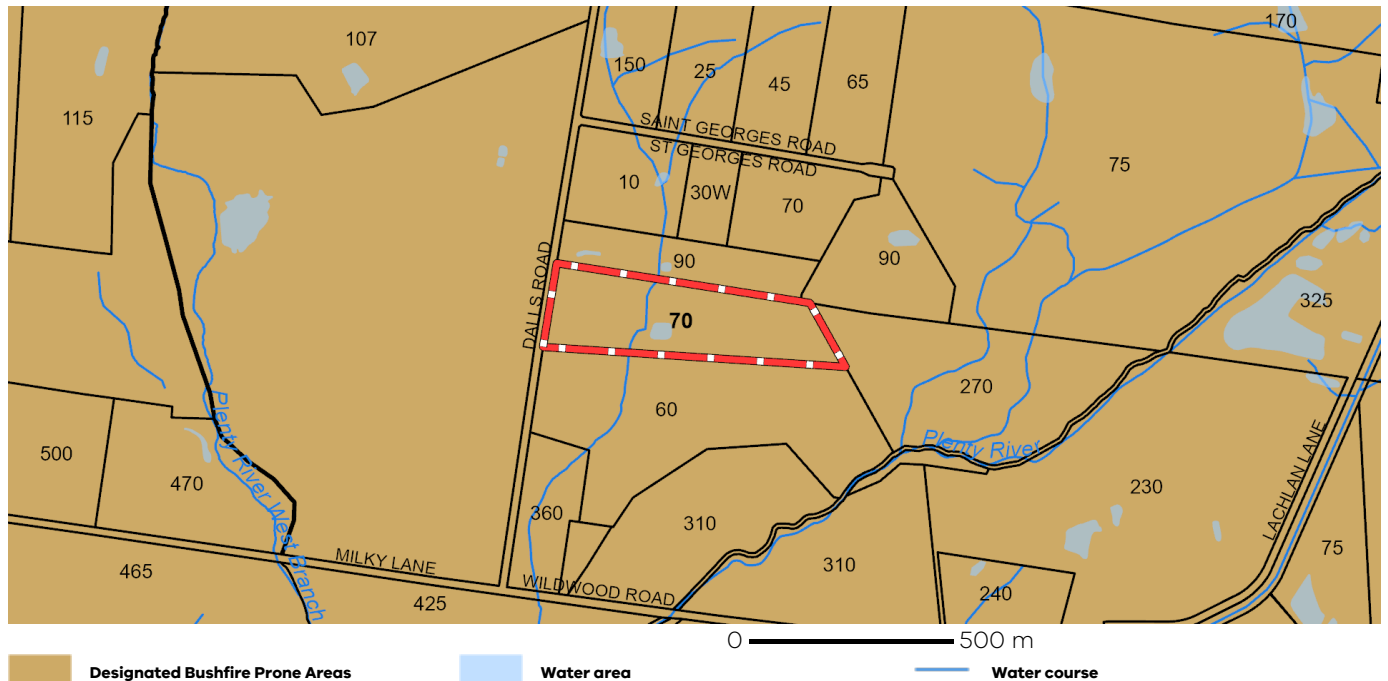 107
170
150
25
45
65
115
SAINT GEORGES ROAD
ST GEORGES ROAD
75
10
30W
70
90
90
DALLS ROAD
70
325
270
60
Plenty River
500
470
Plenty River West Branch
360
310
230
LACHLAN LANE
75
MILKY LANE
WILDWOOD ROAD
310
240
465
425
0 500 m
Designated Bushfire Prone Areas Water area Water course